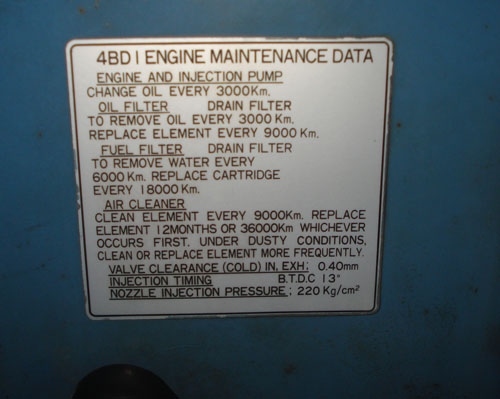 4BD1 ENGINE MAINTENANCE DATA
ENGINE AND INJECTION PUMP
CHANGE OIL EVERY 3000Km.
OIL FILTER DRAIN FILTER
TO REMOVE OIL EVERY 3000 Km.
REPLACE ELEMENT EVERY 9000 Km.
FUEL FILTER DRAIN FILTER
TO REMOVE WATER EVERY
6000 Km. REPLACE CARTRIDGE
EVERY 18000 Km.
AIR CLEANER
CLEAN ELEMENT EVERY 9000Km. REPLACE
ELEMENT 12MONTHS OR 36000Km WHICHEVER
OCCURS FIRST. UNDER DUSTY CONDITIONS,
CLEAN OR REPLACE ELEMENT MORE FREQUENTLY.
VALVE CLEARANCE (COLD) IN. EXH: 0.40mm
INJECTION TIMING B.T.D.C 13°
NOZZLE INJECTION PRESSURE: 220 Kg/cm²